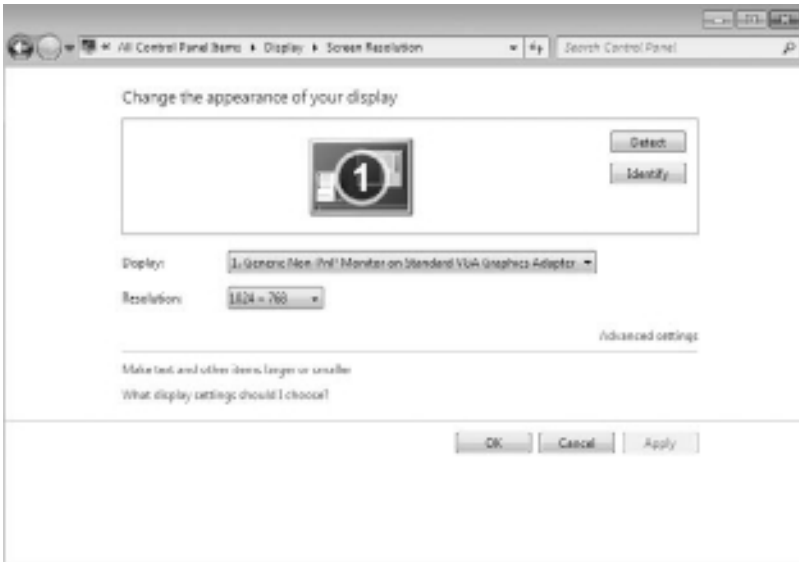 « All Control Panel Items ▸ Display ▸ Screen Resolution
Search Control Panel
Change the appearance of your display
1
Detect
Identify
Display:
1. Generic Non-PnP Monitor on Standard VGA Graphics Adapter
Resolution:
1024 × 768
Advanced settings
Make text and other items larger or smaller
What display settings should I choose?
OK
Cancel
Apply